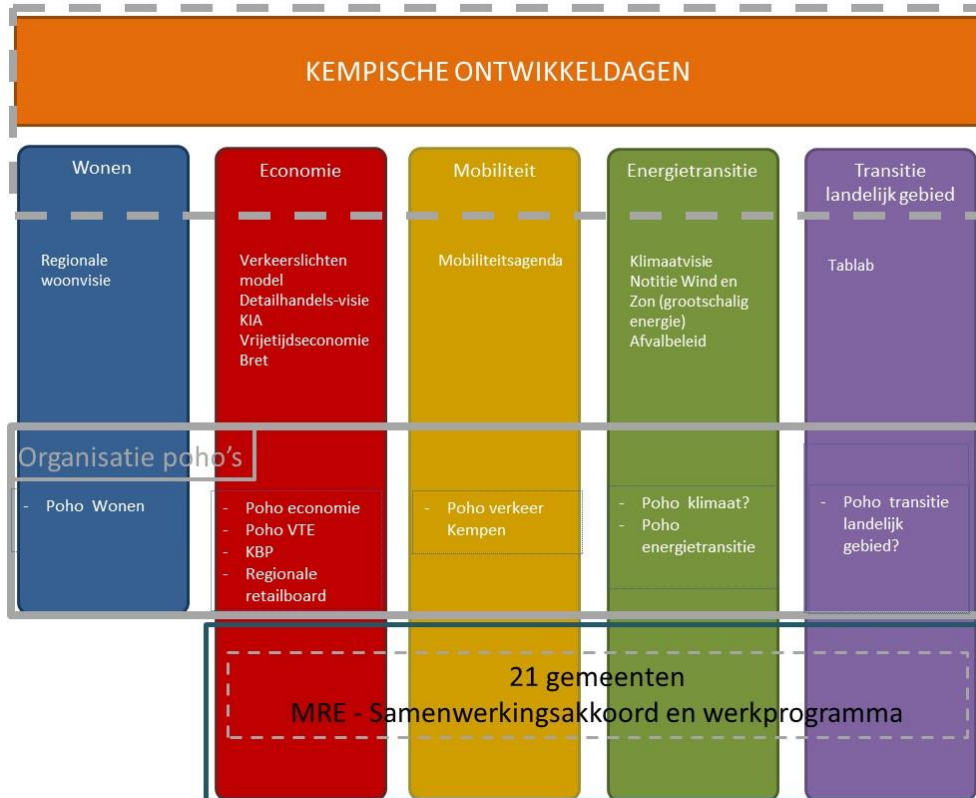 KEMPISCHE ONTWIKKELDAGEN
Wonen
Regionale
woonvisie
Economie
Verkeerslichten
model
Detailhandels-visie
KIA
Vrijetijdseconomie
Bret
Mobiliteit
Mobiliteitsagenda
Energietransitie
Klimaatvisie
Notitie Wind en
Zon (grootschalig
energie)
Afvalbeleid
Transitie
landelijk gebied
Tablab
Organisatie poho's
- Poho Wonen
- Poho economie
- Poho VTE
- KBP
- Regionale
retailboard
- Poho verkeer
Kempen
- Poho klimaat?
- Poho
energietransitie
- Poho transitie
landelijk
gebied?
21 gemeenten
MRE - Samenwerkingsakkoord en werkprogramma